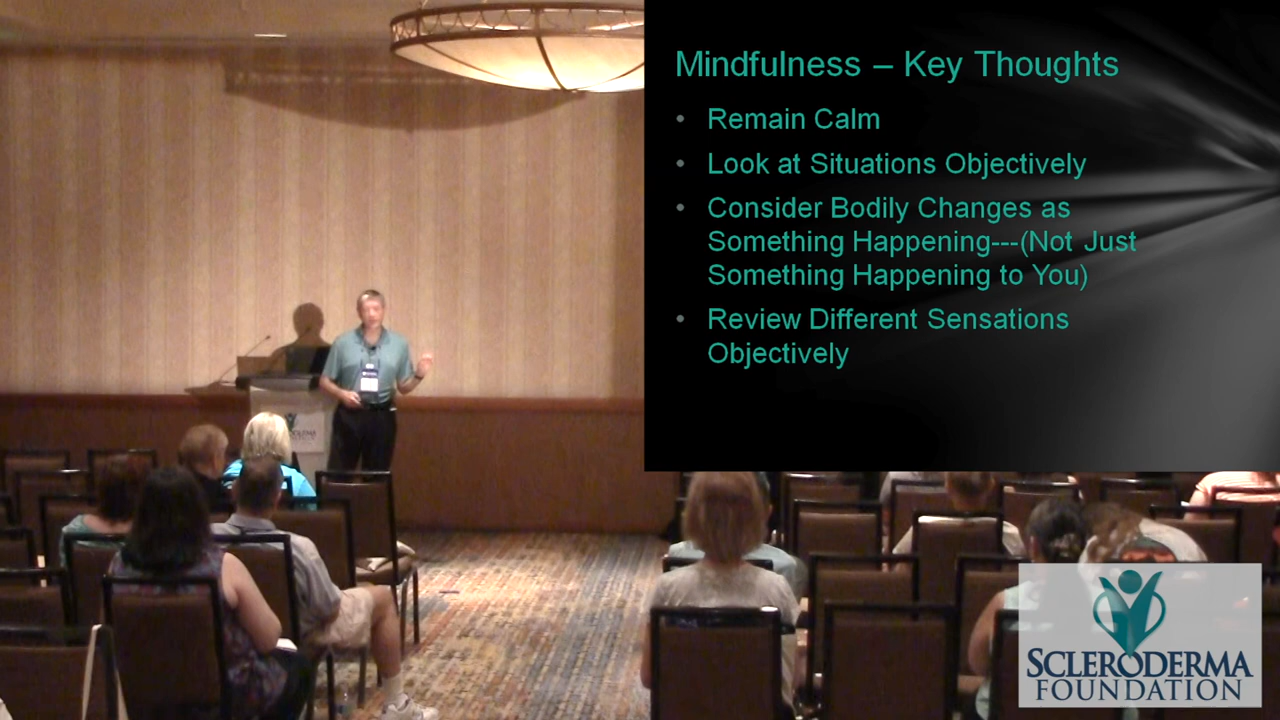 Mindfulness – Key Thoughts
• Remain Calm
• Look at Situations Objectively
• Consider Bodily Changes as
Something Happening---(Not Just
Something Happening to You)
• Review Different Sensations
Objectively
SCLERODERMA
FOUNDATION